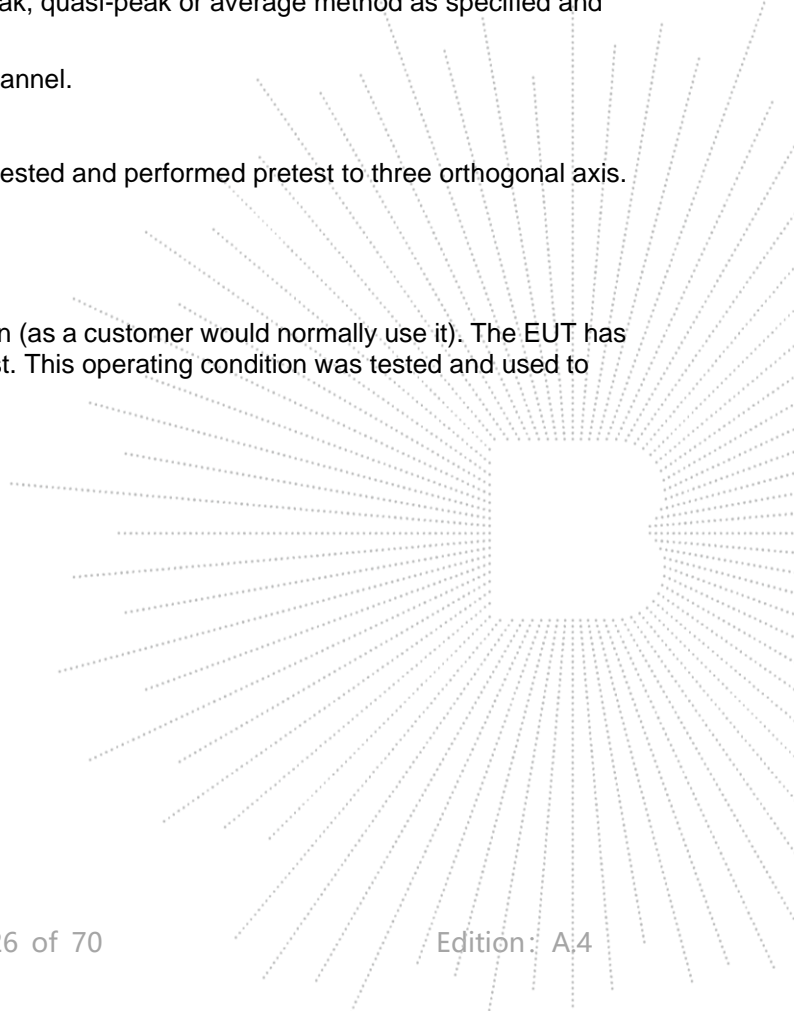 ak, quasi-peak or average method as specified and
annel.
ested and performed pretest to three orthogonal axis.
n (as a customer would normally use it). The EUT has
st. This operating condition was tested and used to
26 of 70 Edition: A.4